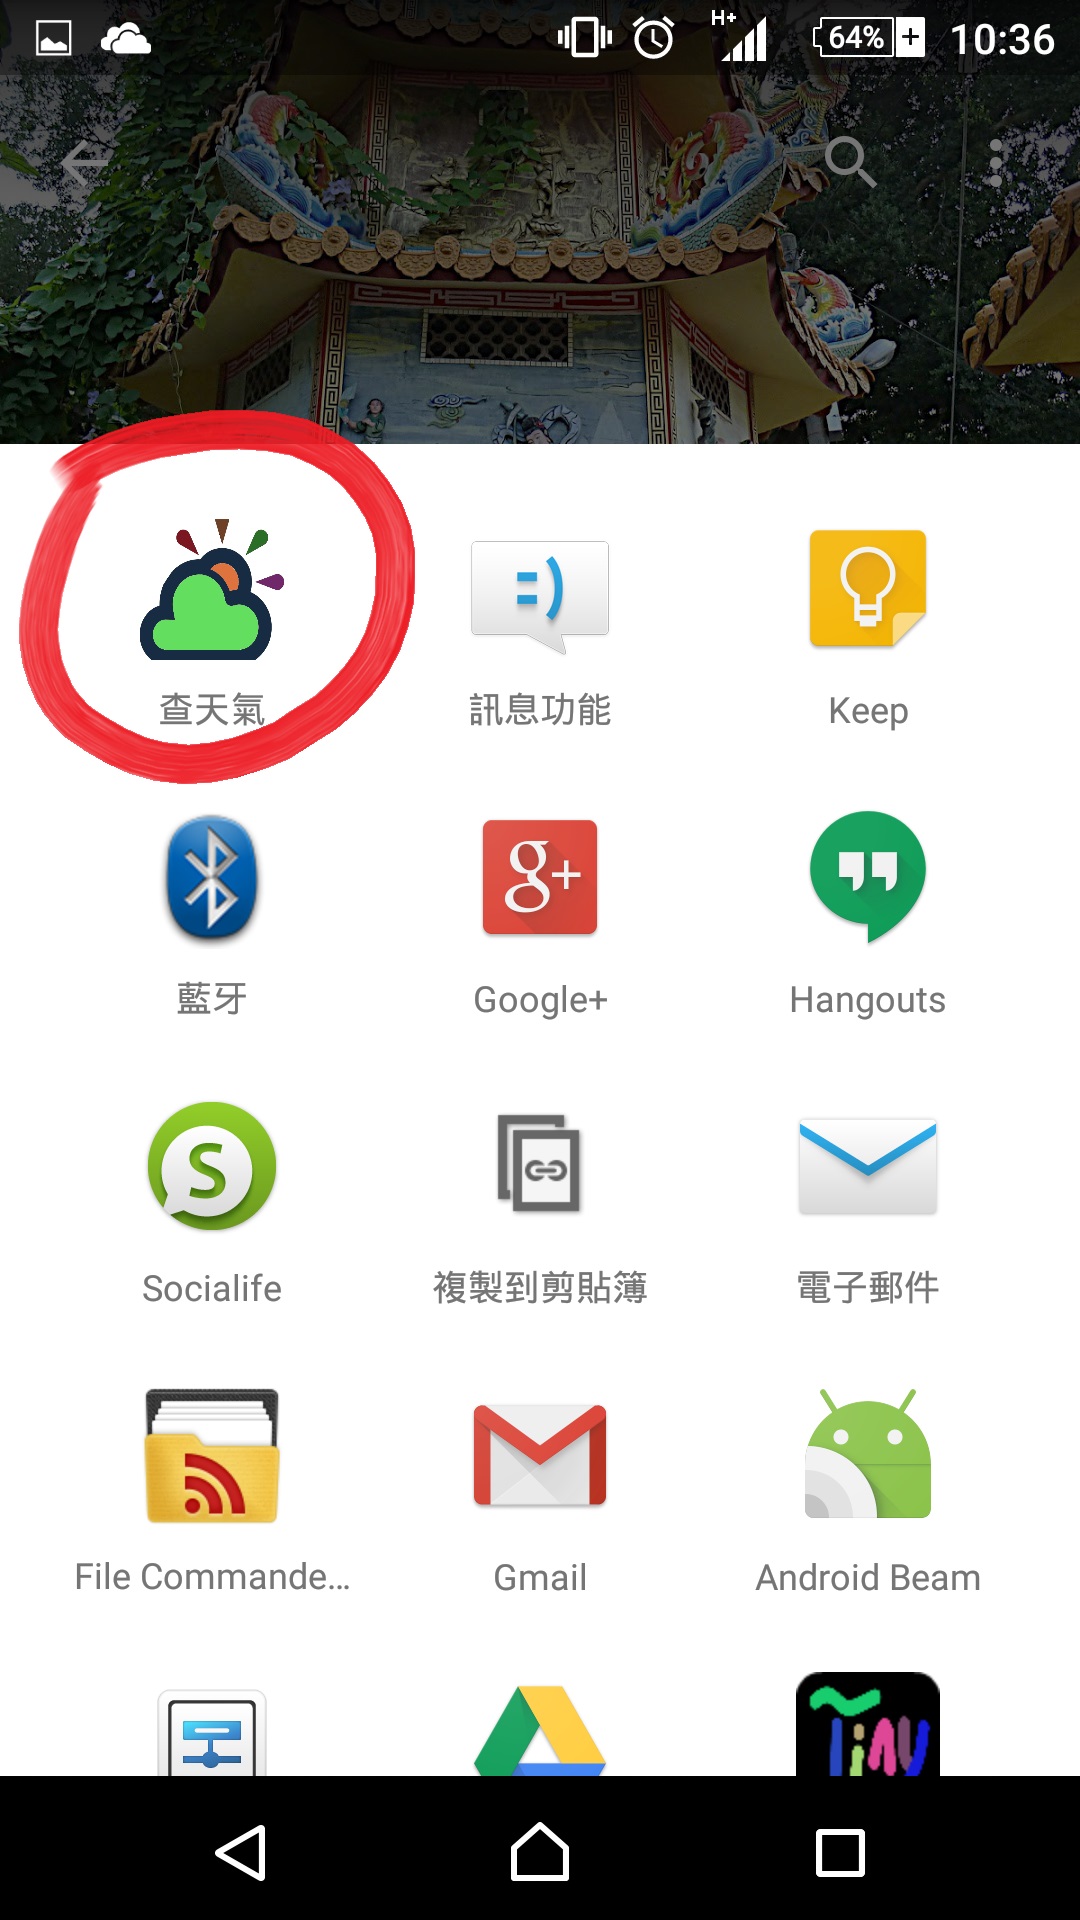 H+
64%
10:36
查天氣
訊息功能
Keep
藍牙
Google+
Hangouts
Socialife
複製到剪貼簿
電子郵件
File Commande…
Gmail
Android Beam
Tiny